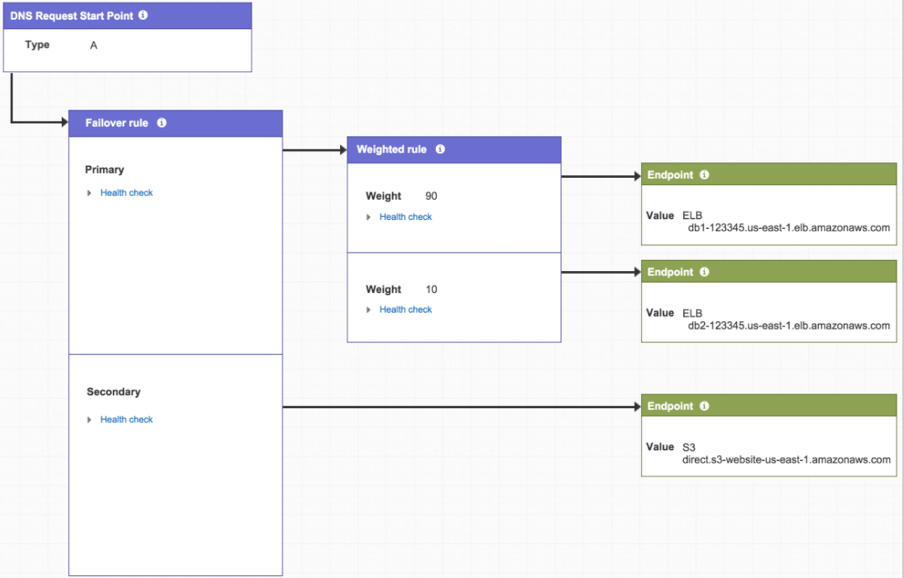 DNS Request Start Point
Type A
Failover rule
Primary
Health check
Secondary
Health check
Weighted rule
Weight 90
Health check
Weight 10
Health check
Endpoint
Value ELB
db1-123345.us-east-1.elb.amazonaws.com
Endpoint
Value ELB
db2-123345.us-east-1.elb.amazonaws.com
Endpoint
Value S3
direct.s3-website-us-east-1.amazonaws.com